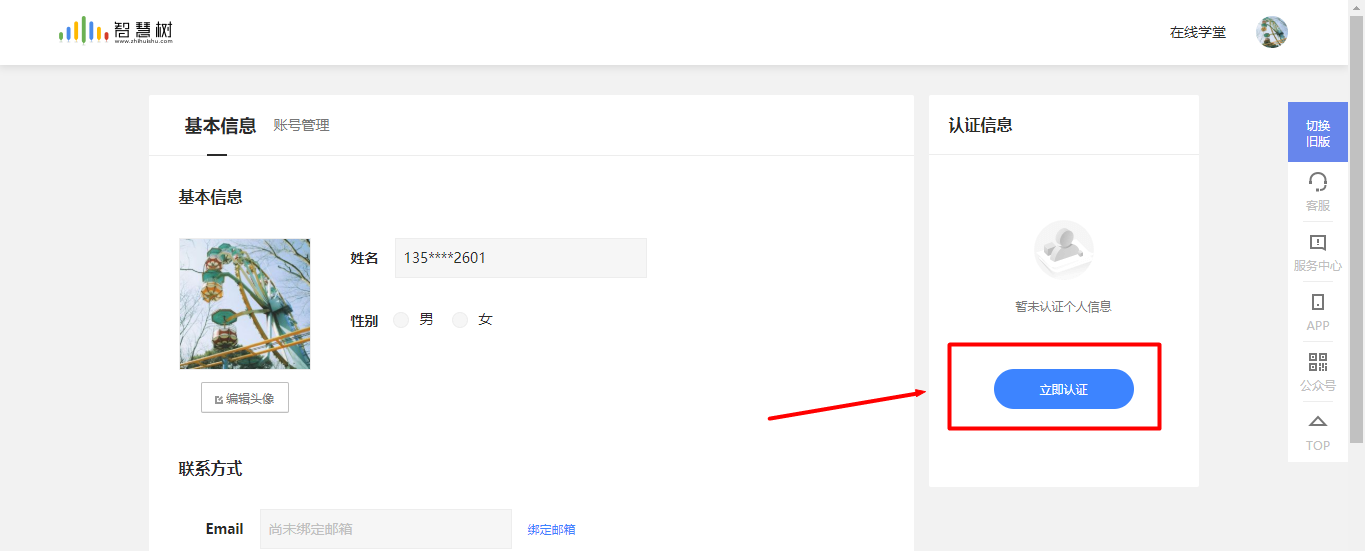 智慧树
www.zhihuishu.com
在线学堂
基本信息 账号管理
基本信息
姓名 135****2601
性别 男 女
编辑头像
联系方式
Email 尚未绑定邮箱 绑定邮箱
认证信息
暂未认证个人信息
立即认证
切换
旧版
客服
服务中心
APP
公众号
TOP